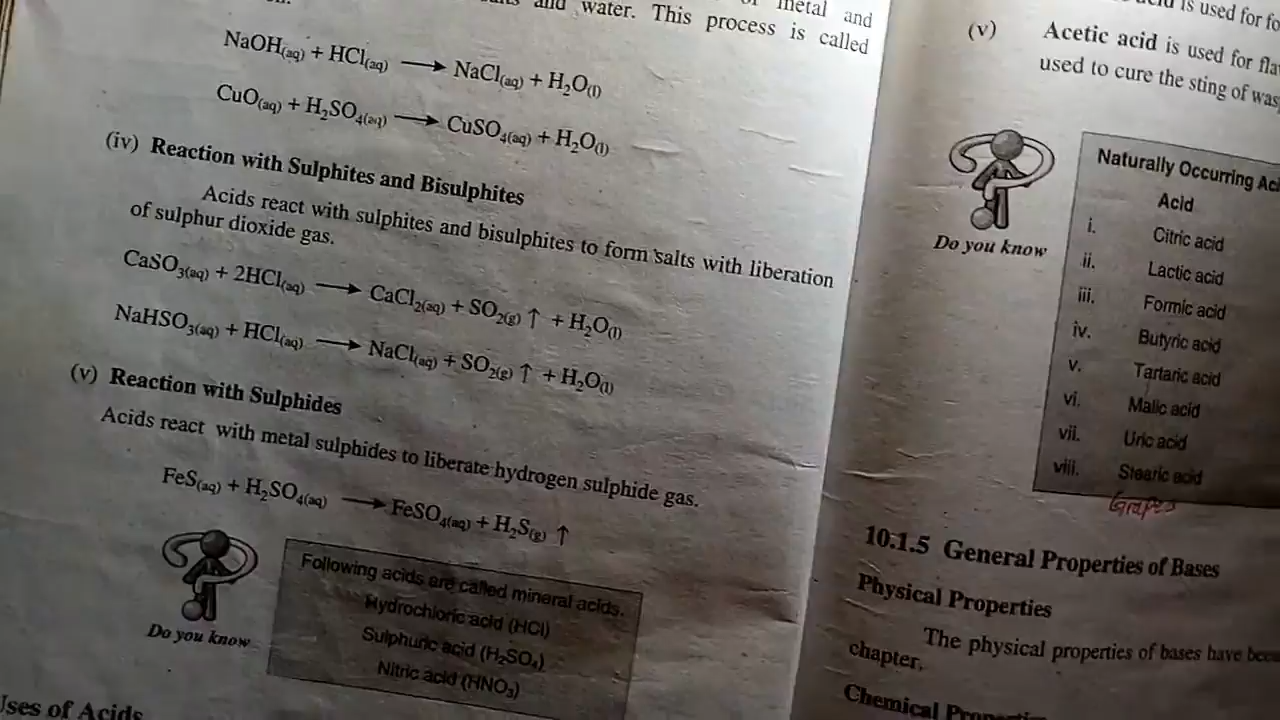 metal and
and water. This process is called
NaOH(aq) + HCl(aq) ⟶ NaCl(aq) + H₂O(l)
CuO(aq) + H₂SO₄(aq) ⟶ CuSO₄(aq) + H₂O(l)
(iv) Reaction with Sulphites and Bisulphites
Acids react with sulphites and bisulphites to form salts with liberation
of sulphur dioxide gas.
CaSO₃(aq) + 2HCl(aq) ⟶ CaCl₂(aq) + SO₂(g) ↑ + H₂O(l)
NaHSO₃(aq) + HCl(aq) ⟶ NaCl(aq) + SO₂(g) ↑ + H₂O(l)
(v) Reaction with Sulphides
Acids react with metal sulphides to liberate hydrogen sulphide gas.
FeS(aq) + H₂SO₄(aq) ⟶ FeSO₄(aq) + H₂S(g) ↑
Do you know
Following acids are called mineral acids.
Hydrochloric acid (HCl)
Sulphuric acid (H₂SO₄)
Nitric acid (HNO₃)
Uses of Acids
is used for
(v) Acetic acid is used for
used to cure the sting of
Do you know
Naturally Occurring
Acid
i. Citric acid
ii. Lactic acid
iii. Formic acid
iv. Butyric acid
v. Tartaric acid
vi. Malic acid
vii. Uric acid
viii. Stearic acid
Grapes
10.1.5 General Properties of Bases
Physical Properties
The physical properties of bases have
chapter.
Chemical